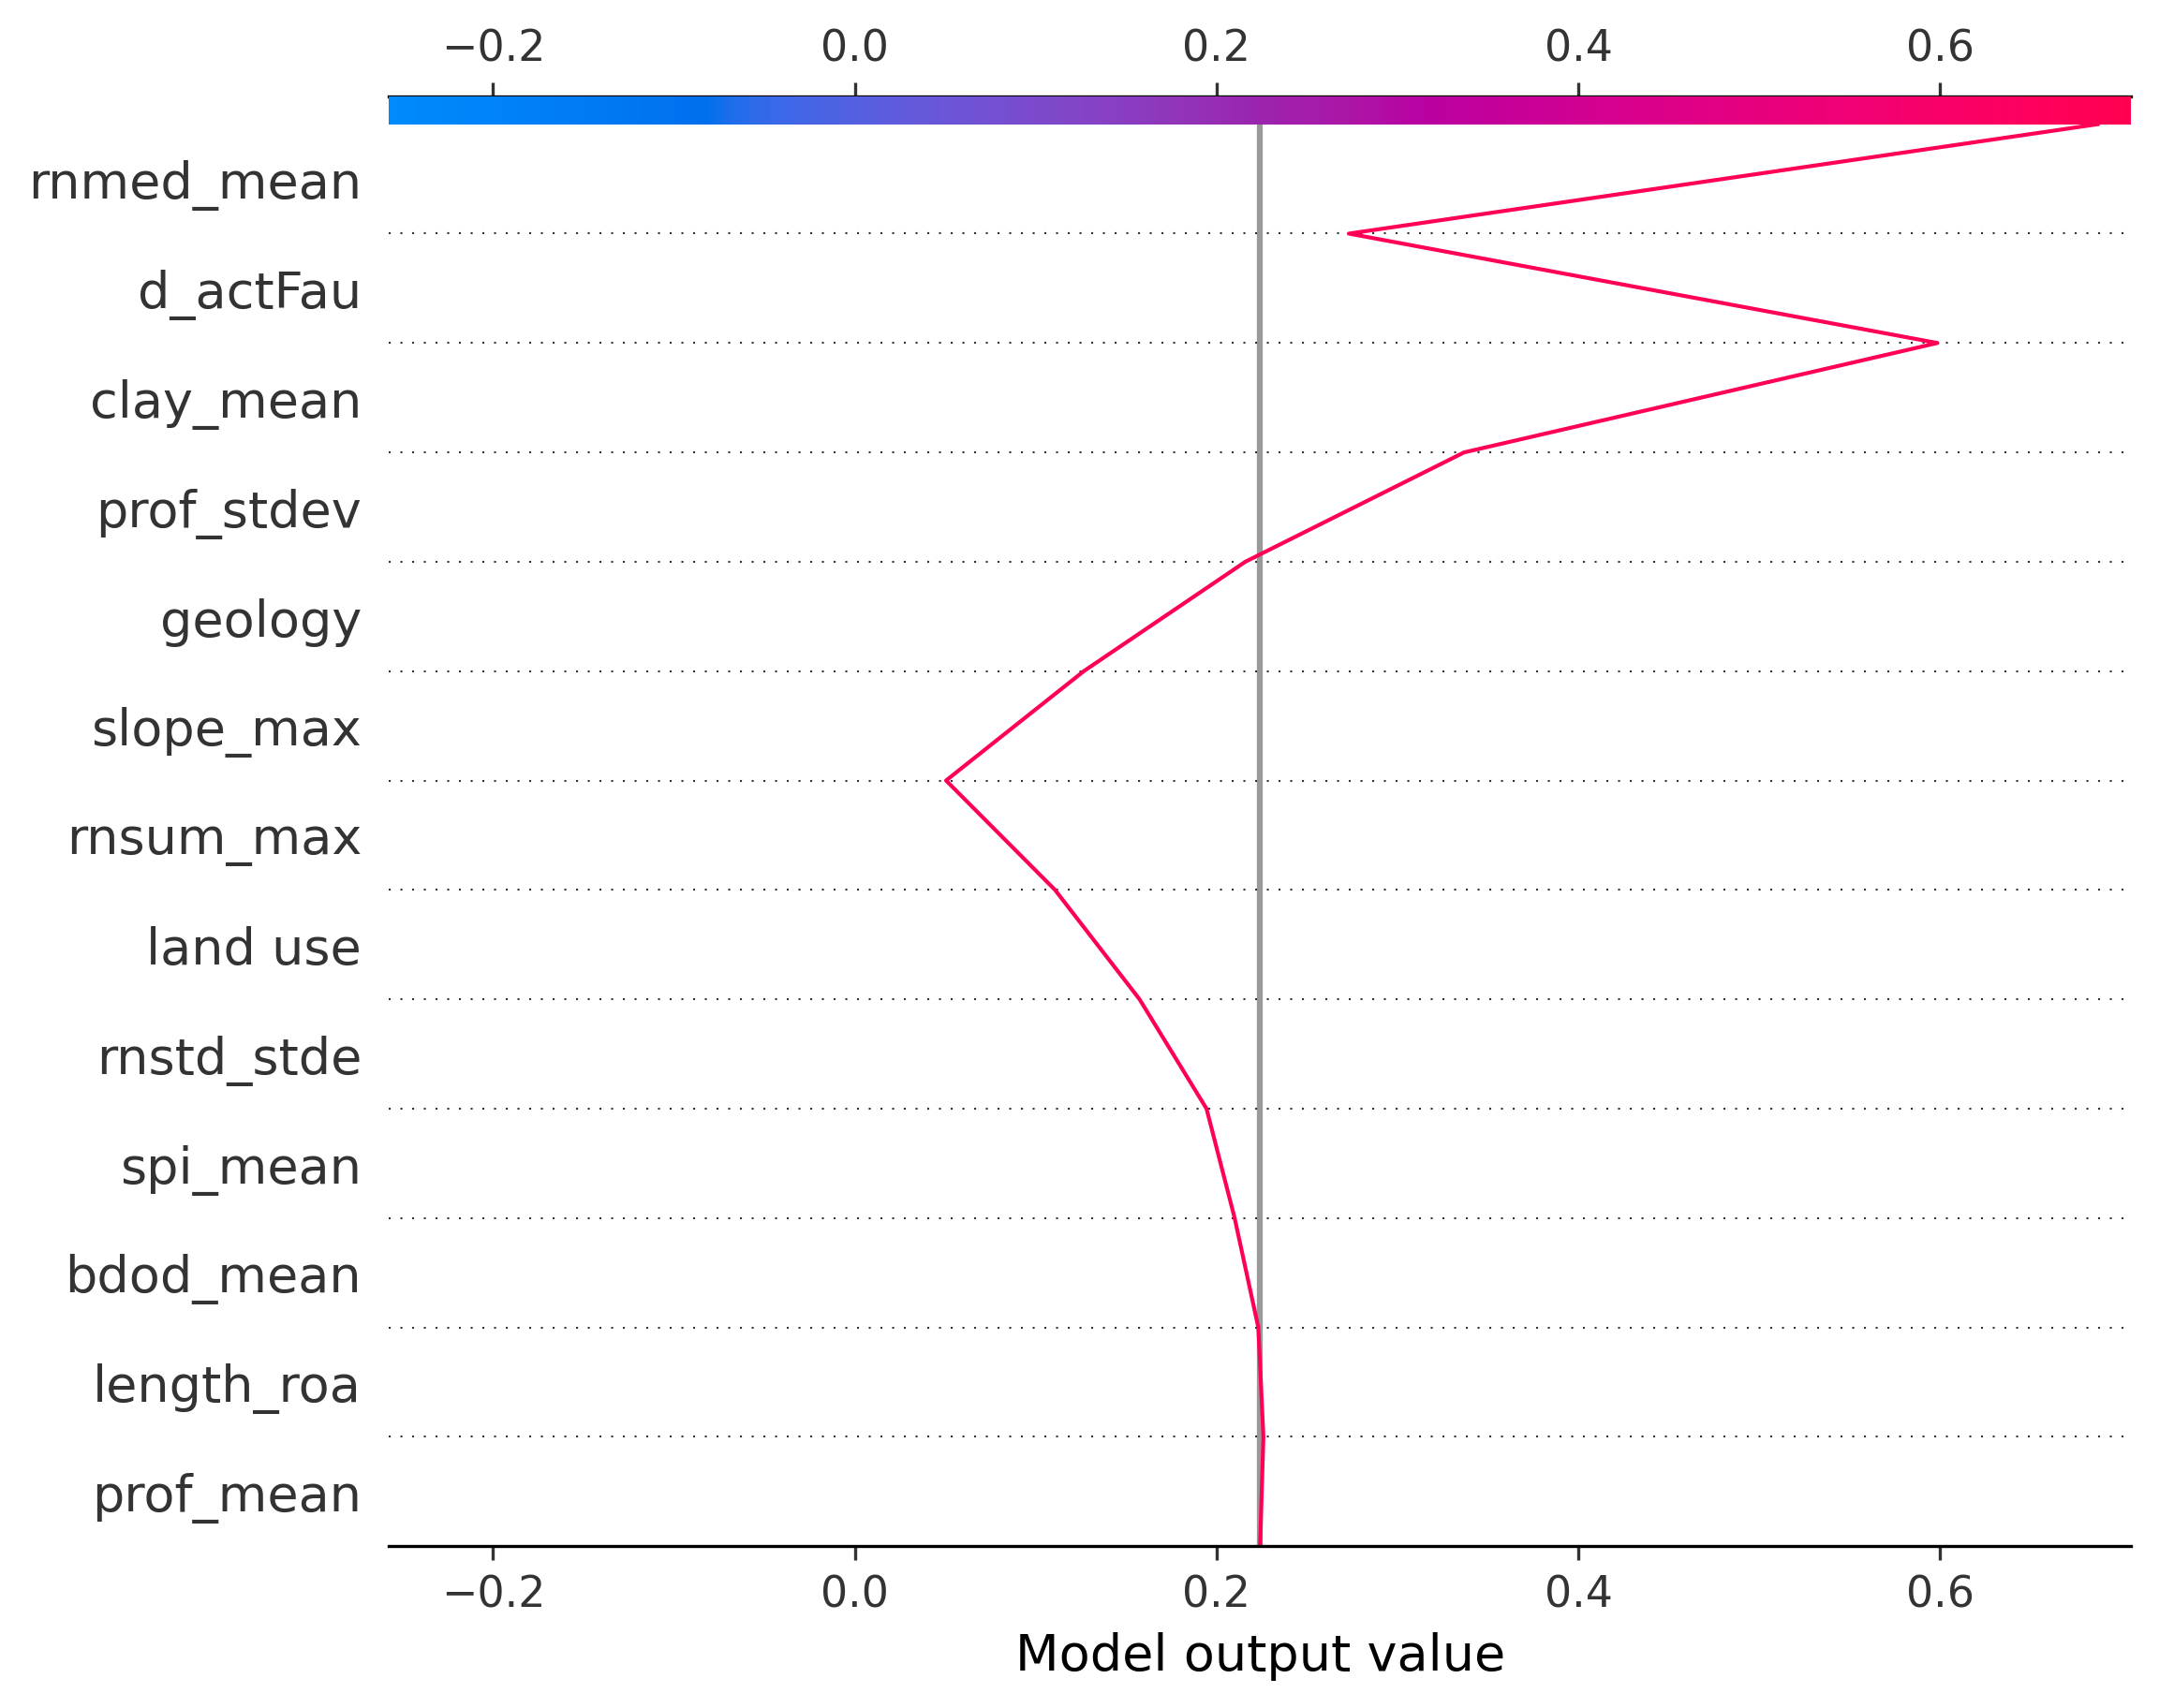 −0.2 0.0 0.2 0.4 0.6
rnmed_mean
d_actFau
clay_mean
prof_stdev
geology
slope_max
rnsum_max
land use
rnstd_stde
spi_mean
bdod_mean
length_roa
prof_mean
−0.2 0.0 0.2 0.4 0.6
Model output value